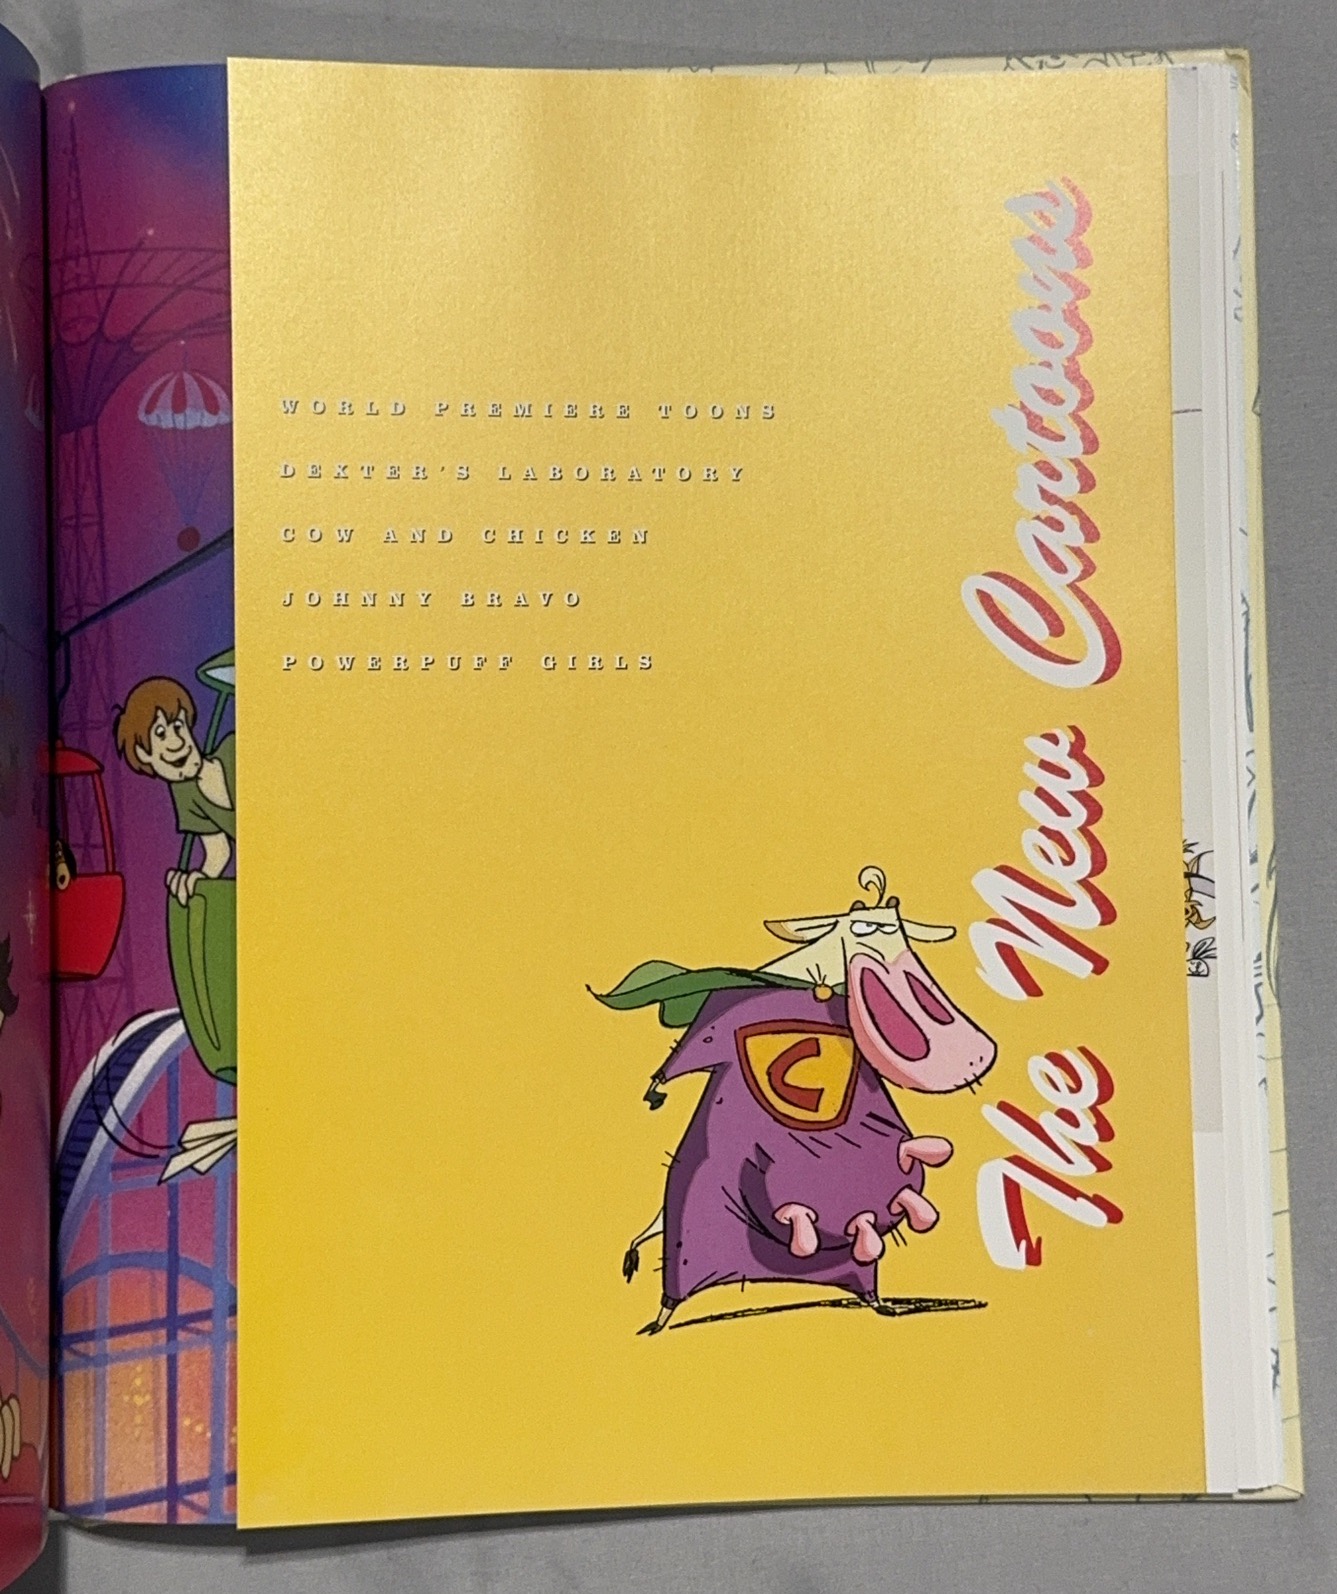 WORLD PREMIERE TOONS
DEXTER'S LABORATORY
COW AND CHICKEN
JOHNNY BRAVO
POWERPUFF GIRLS
The New Cartoons
C